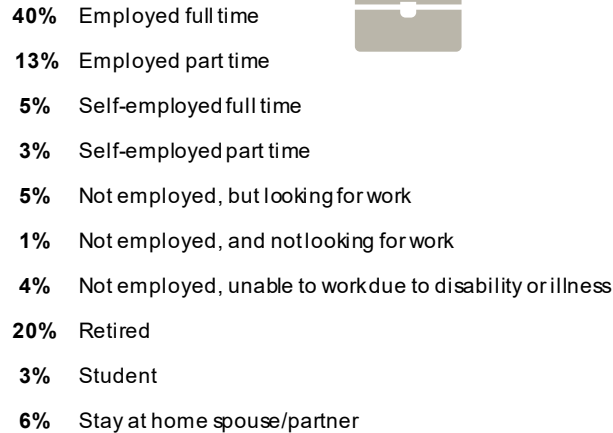 40% Employed full time
13% Employed part time
5% Self-employed full time
3% Self-employed part time
5% Not employed, but looking for work
1% Not employed, and not looking for work
4% Not employed, unable to work due to disability or illness
20% Retired
3% Student
6% Stay at home spouse/partner